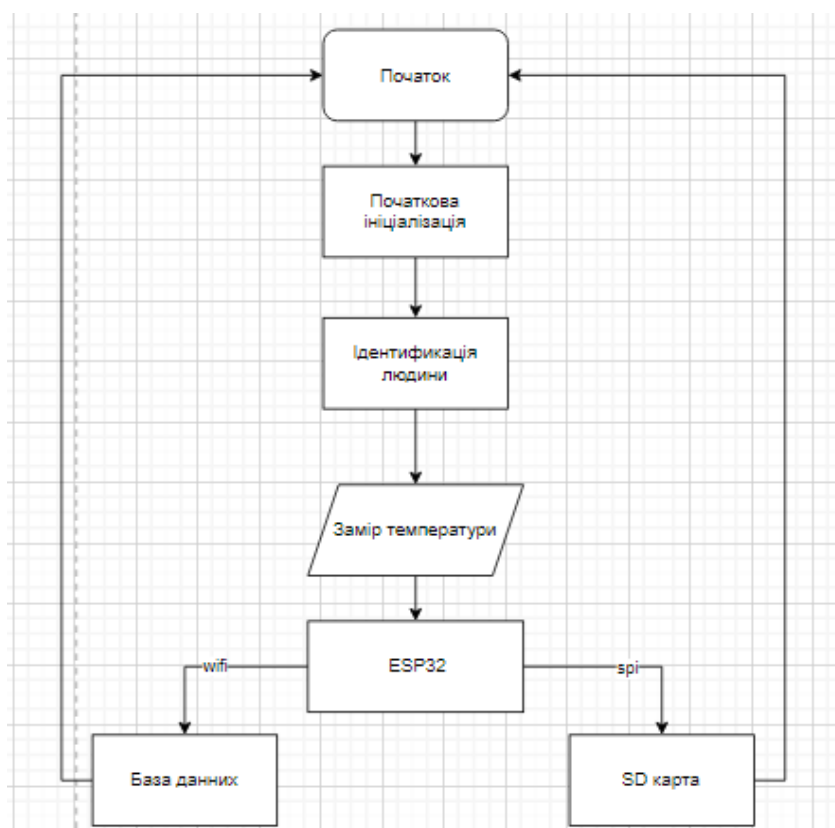 Початок
Початкова
ініціалізація
Ідентификація
людини
Замір температури
ESP32
wifi
spi
База данних
SD карта